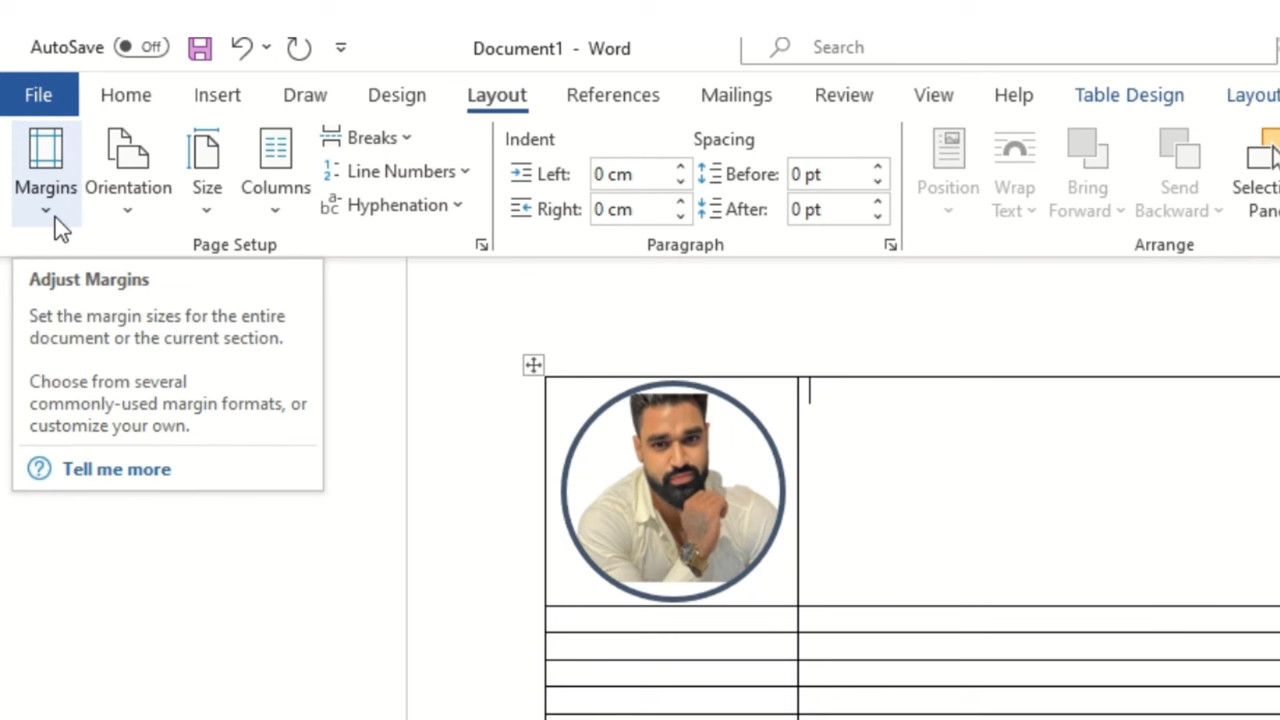 AutoSave Off Document1 - Word Search
File Home Insert Draw Design Layout References Mailings Review View Help Table Design Layout
Margins Orientation Size Columns
Breaks
Line Numbers
Hyphenation
Page Setup
Indent Spacing
Left: 0 cm Before: 0 pt
Right: 0 cm After: 0 pt
Paragraph
Position Wrap Text Bring Forward Send Backward Selecti Pane
Arrange
Adjust Margins
Set the margin sizes for the entire
document or the current section.
Choose from several
commonly-used margin formats, or
customize your own.
Tell me more